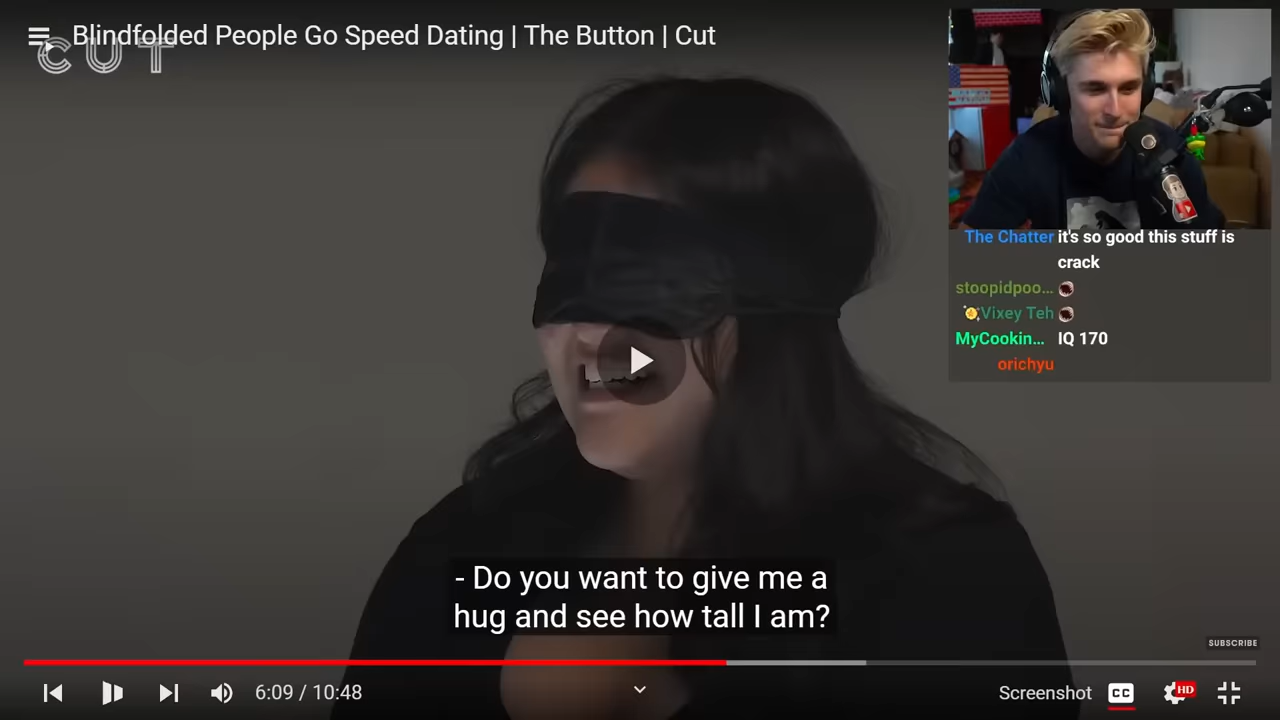 Blindfolded People Go Speed Dating | The Button | Cut
CUT
The Chatter it's so good this stuff is
crack
stoopidpoo...
Vixey Teh
MyCookin... IQ 170
orichyu
- Do you want to give me a
hug and see how tall I am?
SUBSCRIBE
6:09 / 10:48
Screenshot
CC
HD